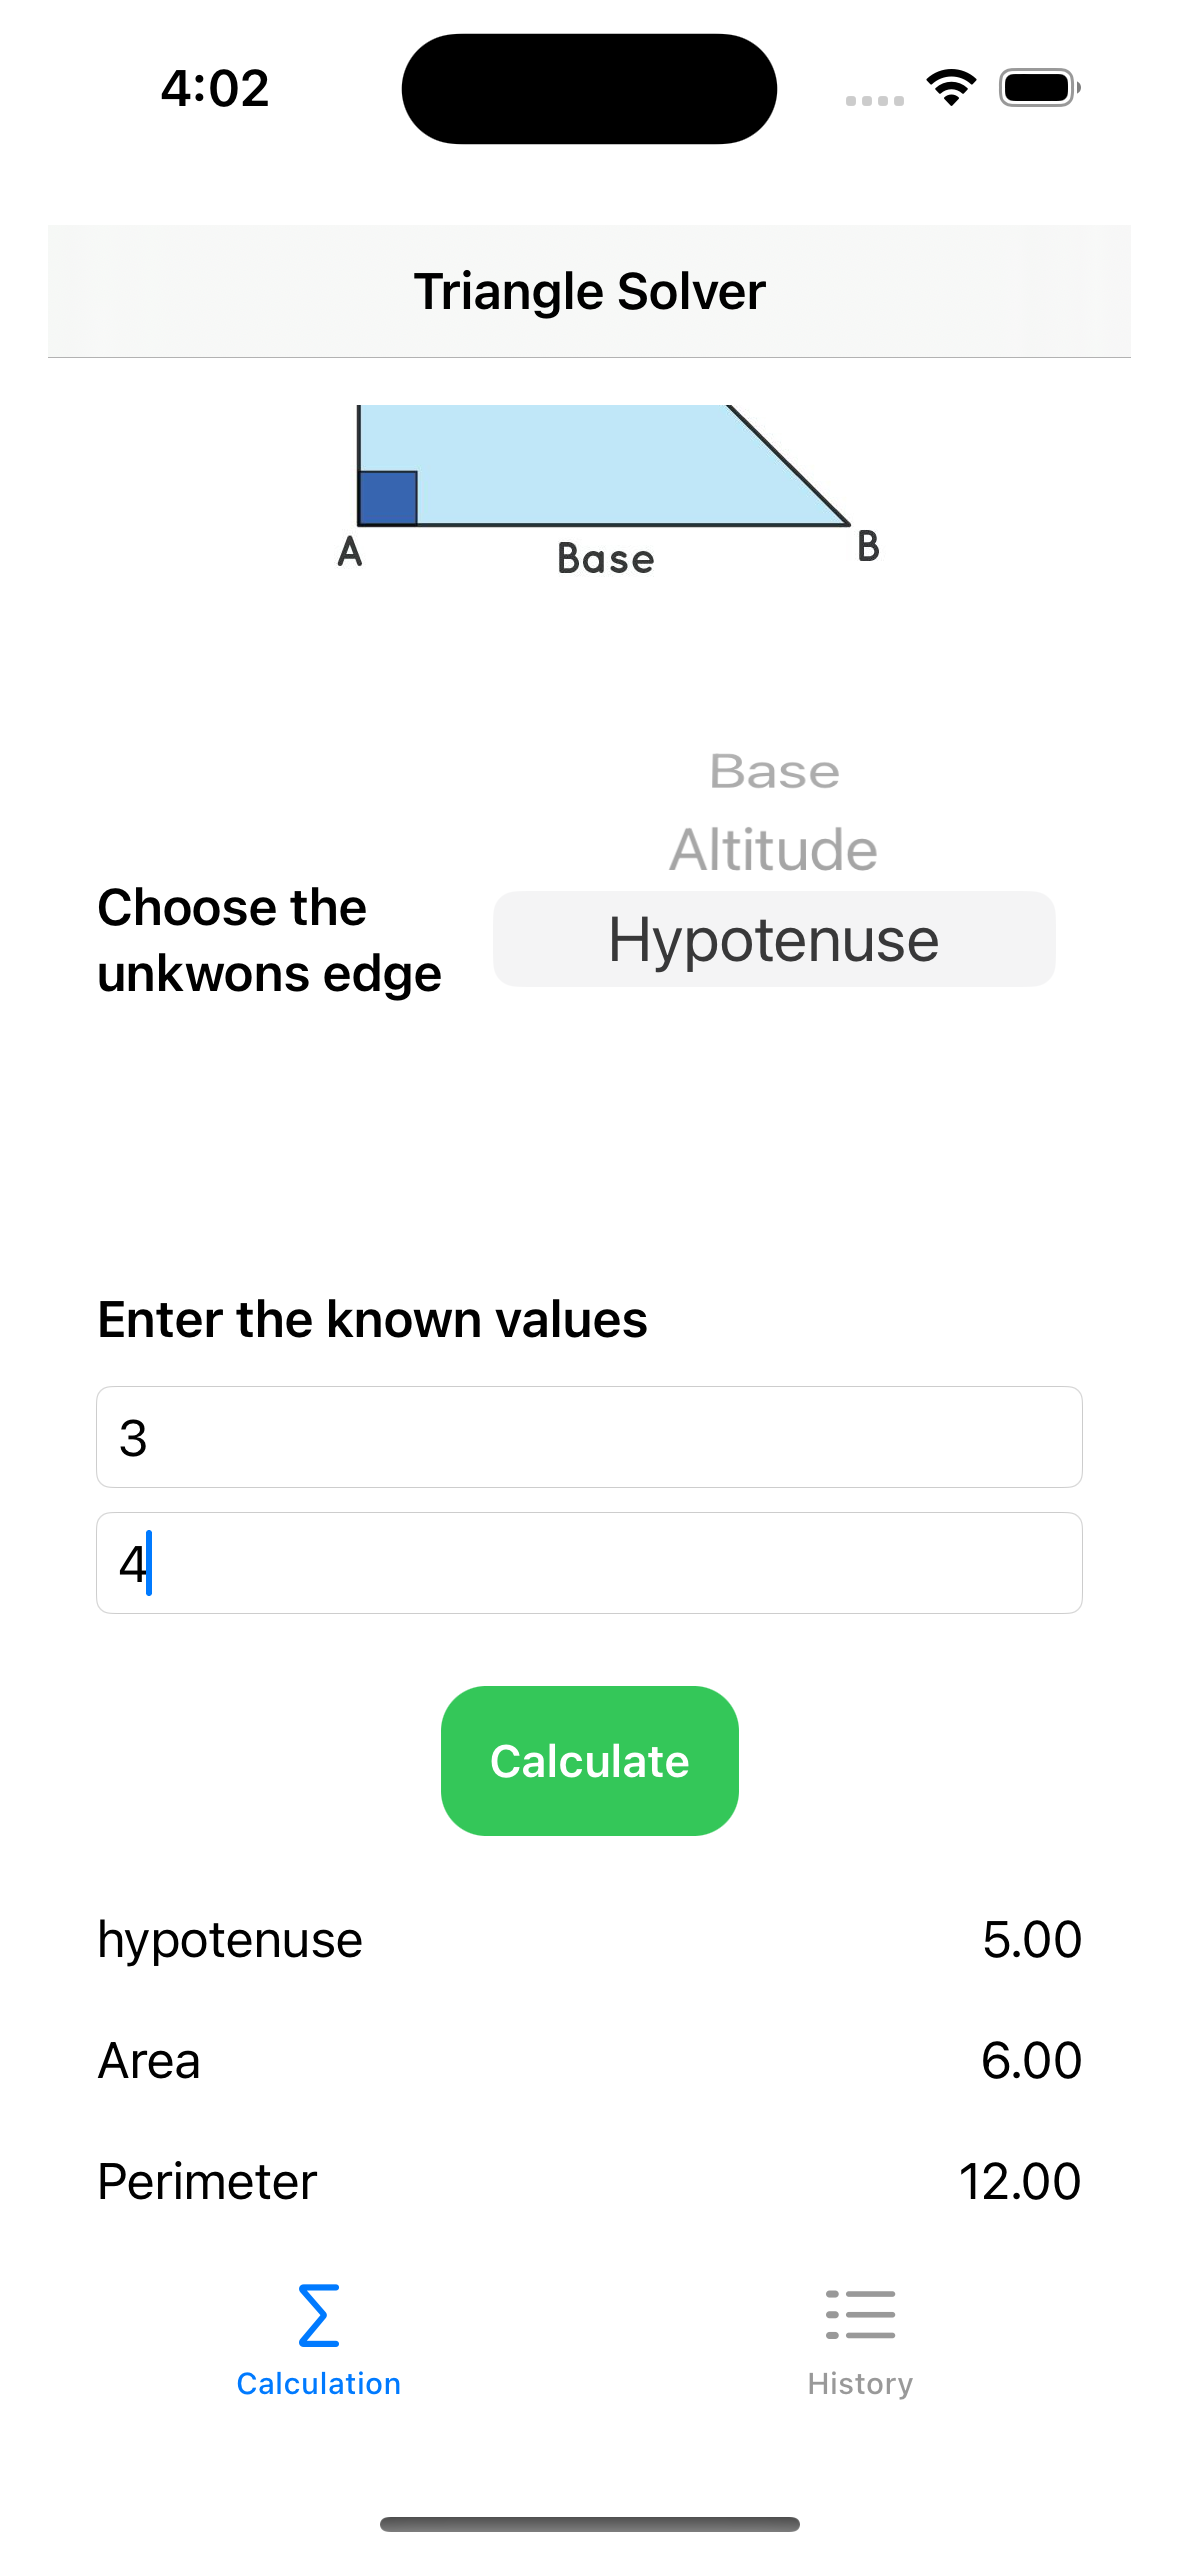 4:02
Triangle Solver
A
Base
B
Base
Altitude
Hypotenuse
Choose the
unkwons edge
Enter the known values
3
4
Calculate
hypotenuse 5.00
Area 6.00
Perimeter 12.00
Calculation
History